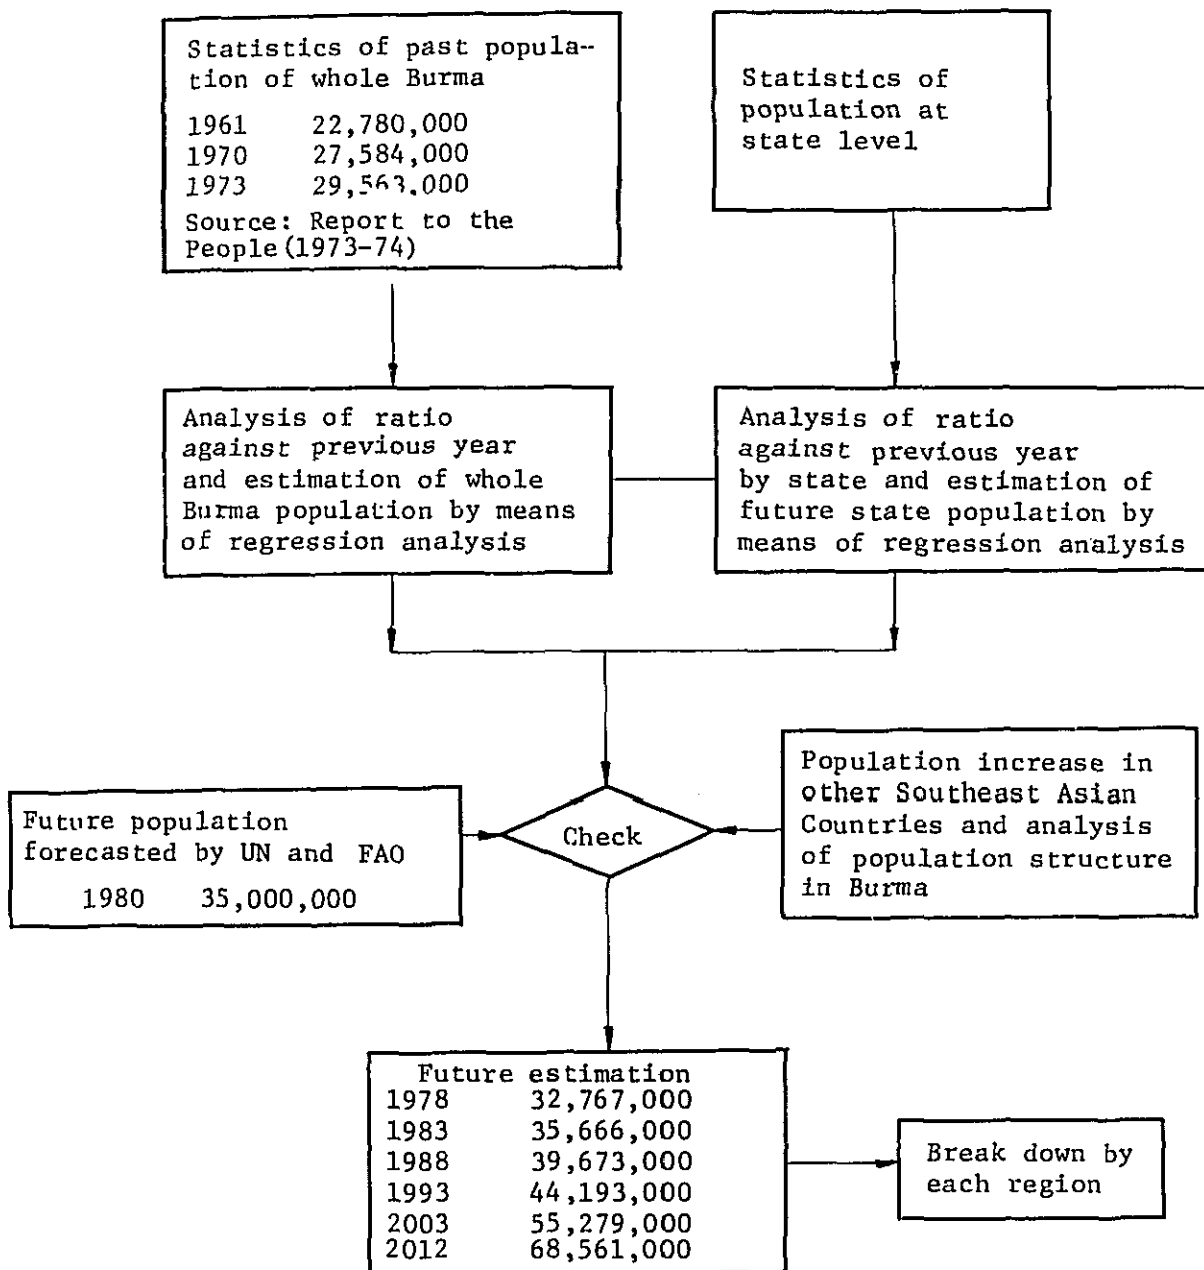 Statistics of past popula-
tion of whole Burma
1961 22,780,000
1970 27,584,000
1973 29,563,000
Source: Report to the
People (1973-74)
Statistics of
population at
state level
Analysis of ratio
against previous year
and estimation of whole
Burma population by means
of regression analysis
Analysis of ratio
against previous year
by state and estimation of
future state population by
means of regression analysis
Future population
forecasted by UN and FAO
1980 35,000,000
Check
Population increase in
other Southeast Asian
Countries and analysis
of population structure
in Burma
Future estimation
1978 32,767,000
1983 35,666,000
1988 39,673,000
1993 44,193,000
2003 55,279,000
2012 68,561,000
Break down by
each region